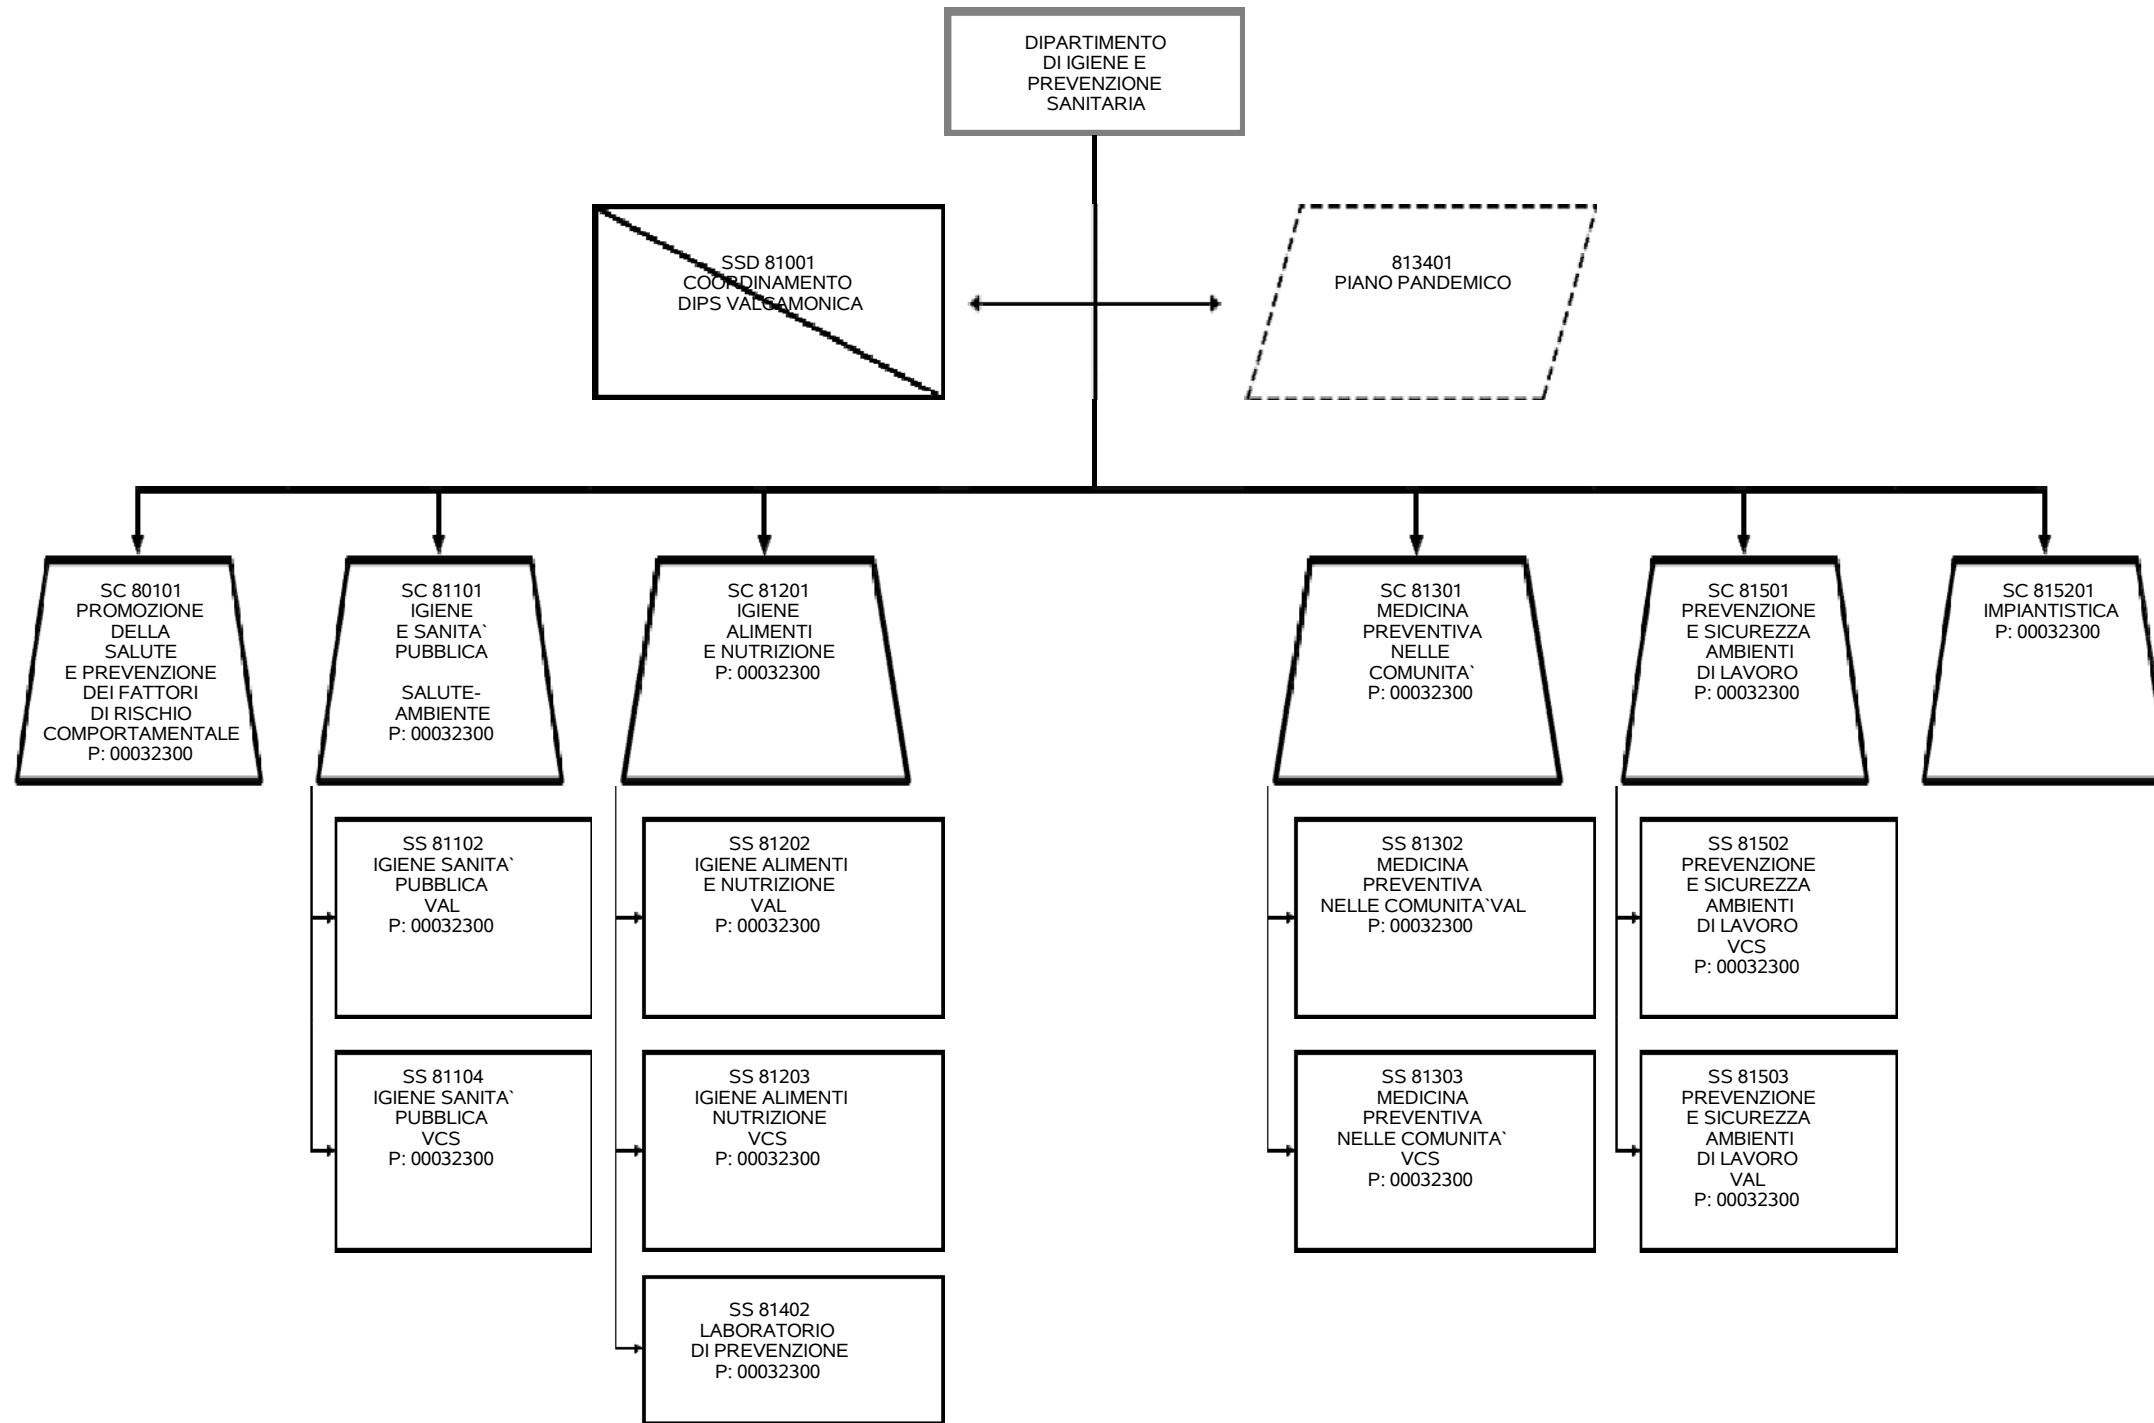 DIPARTIMENTO
DI IGIENE E
PREVENZIONE
SANITARIA
SSD 81001
COORDINAMENTO
DIPS VALCAMONICA
813401
PIANO PANDEMICO
SC 80101
PROMOZIONE
DELLA
SALUTE
E PREVENZIONE
DEI FATTORI
DI RISCHIO
COMPORTAMENTALE
P: 00032300
SC 81101
IGIENE
E SANITA`
PUBBLICA
SALUTE-
AMBIENTE
P: 00032300
SC 81201
IGIENE
ALIMENTI
E NUTRIZIONE
P: 00032300
SC 81301
MEDICINA
PREVENTIVA
NELLE
COMUNITA`
P: 00032300
SC 81501
PREVENZIONE
E SICUREZZA
AMBIENTI
DI LAVORO
P: 00032300
SC 815201
IMPIANTISTICA
P: 00032300
SS 81102
IGIENE SANITA`
PUBBLICA
VAL
P: 00032300
SS 81202
IGIENE ALIMENTI
E NUTRIZIONE
VAL
P: 00032300
SS 81302
MEDICINA
PREVENTIVA
NELLE COMUNITA`VAL
P: 00032300
SS 81502
PREVENZIONE
E SICUREZZA
AMBIENTI
DI LAVORO
VCS
P: 00032300
SS 81104
IGIENE SANITA`
PUBBLICA
VCS
P: 00032300
SS 81203
IGIENE ALIMENTI
NUTRIZIONE
VCS
P: 00032300
SS 81303
MEDICINA
PREVENTIVA
NELLE COMUNITA`
VCS
P: 00032300
SS 81503
PREVENZIONE
E SICUREZZA
AMBIENTI
DI LAVORO
VAL
P: 00032300
SS 81402
LABORATORIO
DI PREVENZIONE
P: 00032300